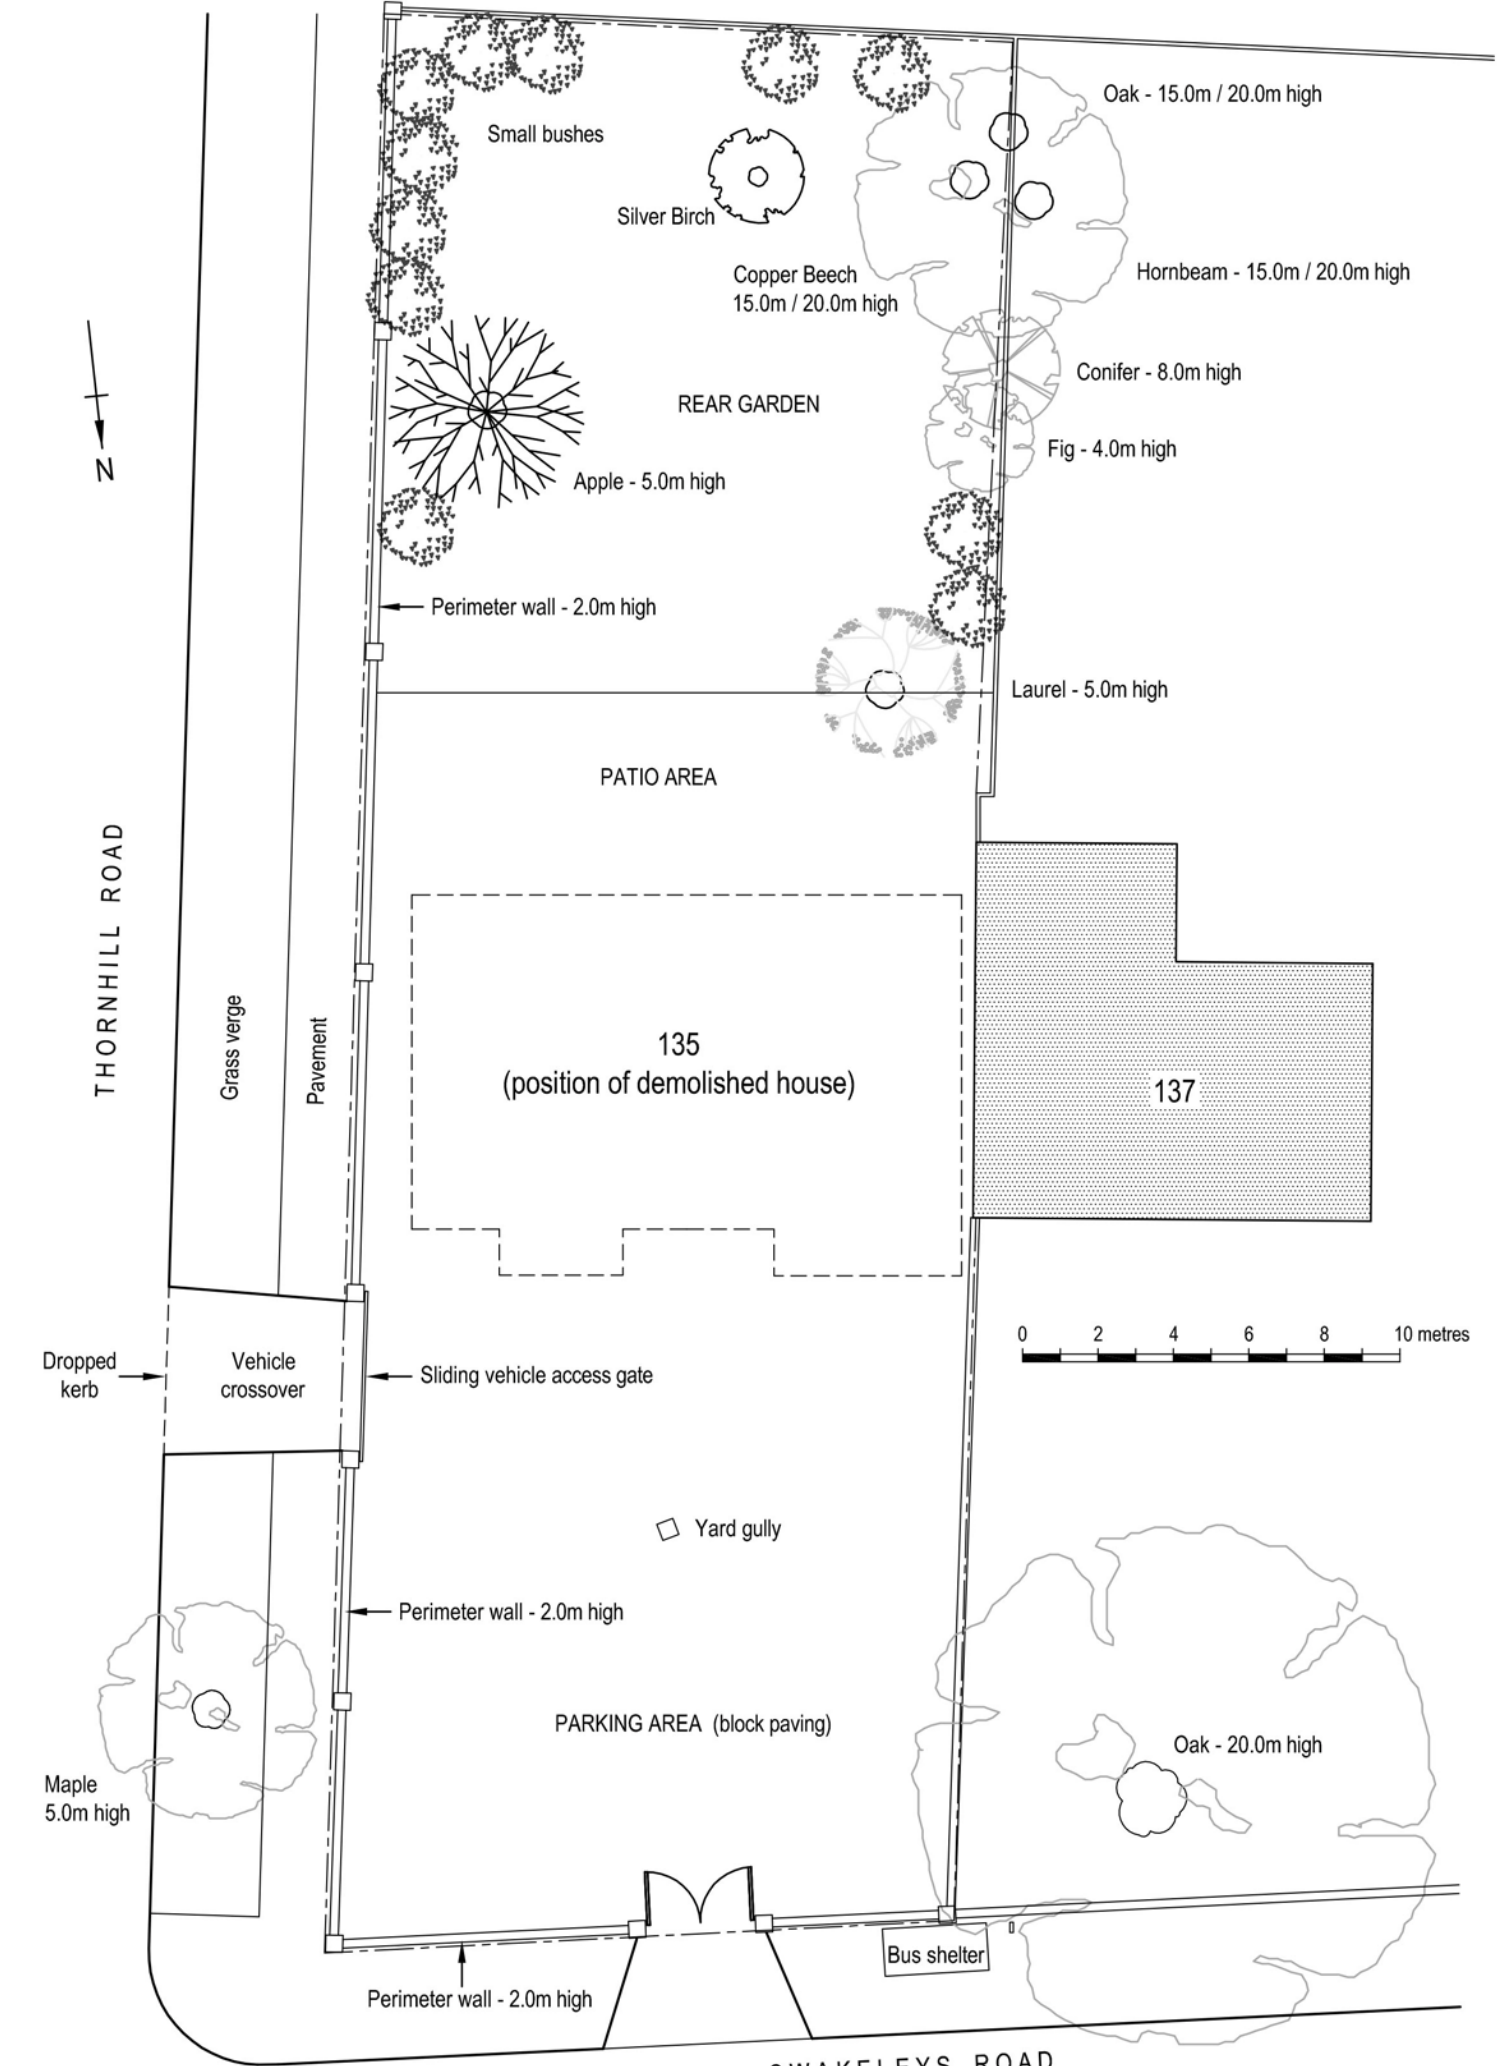 Oak - 15.0m / 20.0m high
Small bushes
Silver Birch
Copper Beech
15.0m / 20.0m high
Hornbeam - 15.0m / 20.0m high
Conifer - 8.0m high
REAR GARDEN
N
Fig - 4.0m high
Apple - 5.0m high
Perimeter wall - 2.0m high
Laurel - 5.0m high
PATIO AREA
THORNHILL ROAD
Grass verge
Pavement
135
(position of demolished house)
137
0 2 4 6 8 10 metres
Dropped
kerb
Vehicle
crossover
Sliding vehicle access gate
Yard gully
Perimeter wall - 2.0m high
PARKING AREA (block paving)
Oak - 20.0m high
Maple
5.0m high
Bus shelter
Perimeter wall - 2.0m high
SWAKELEYS ROAD